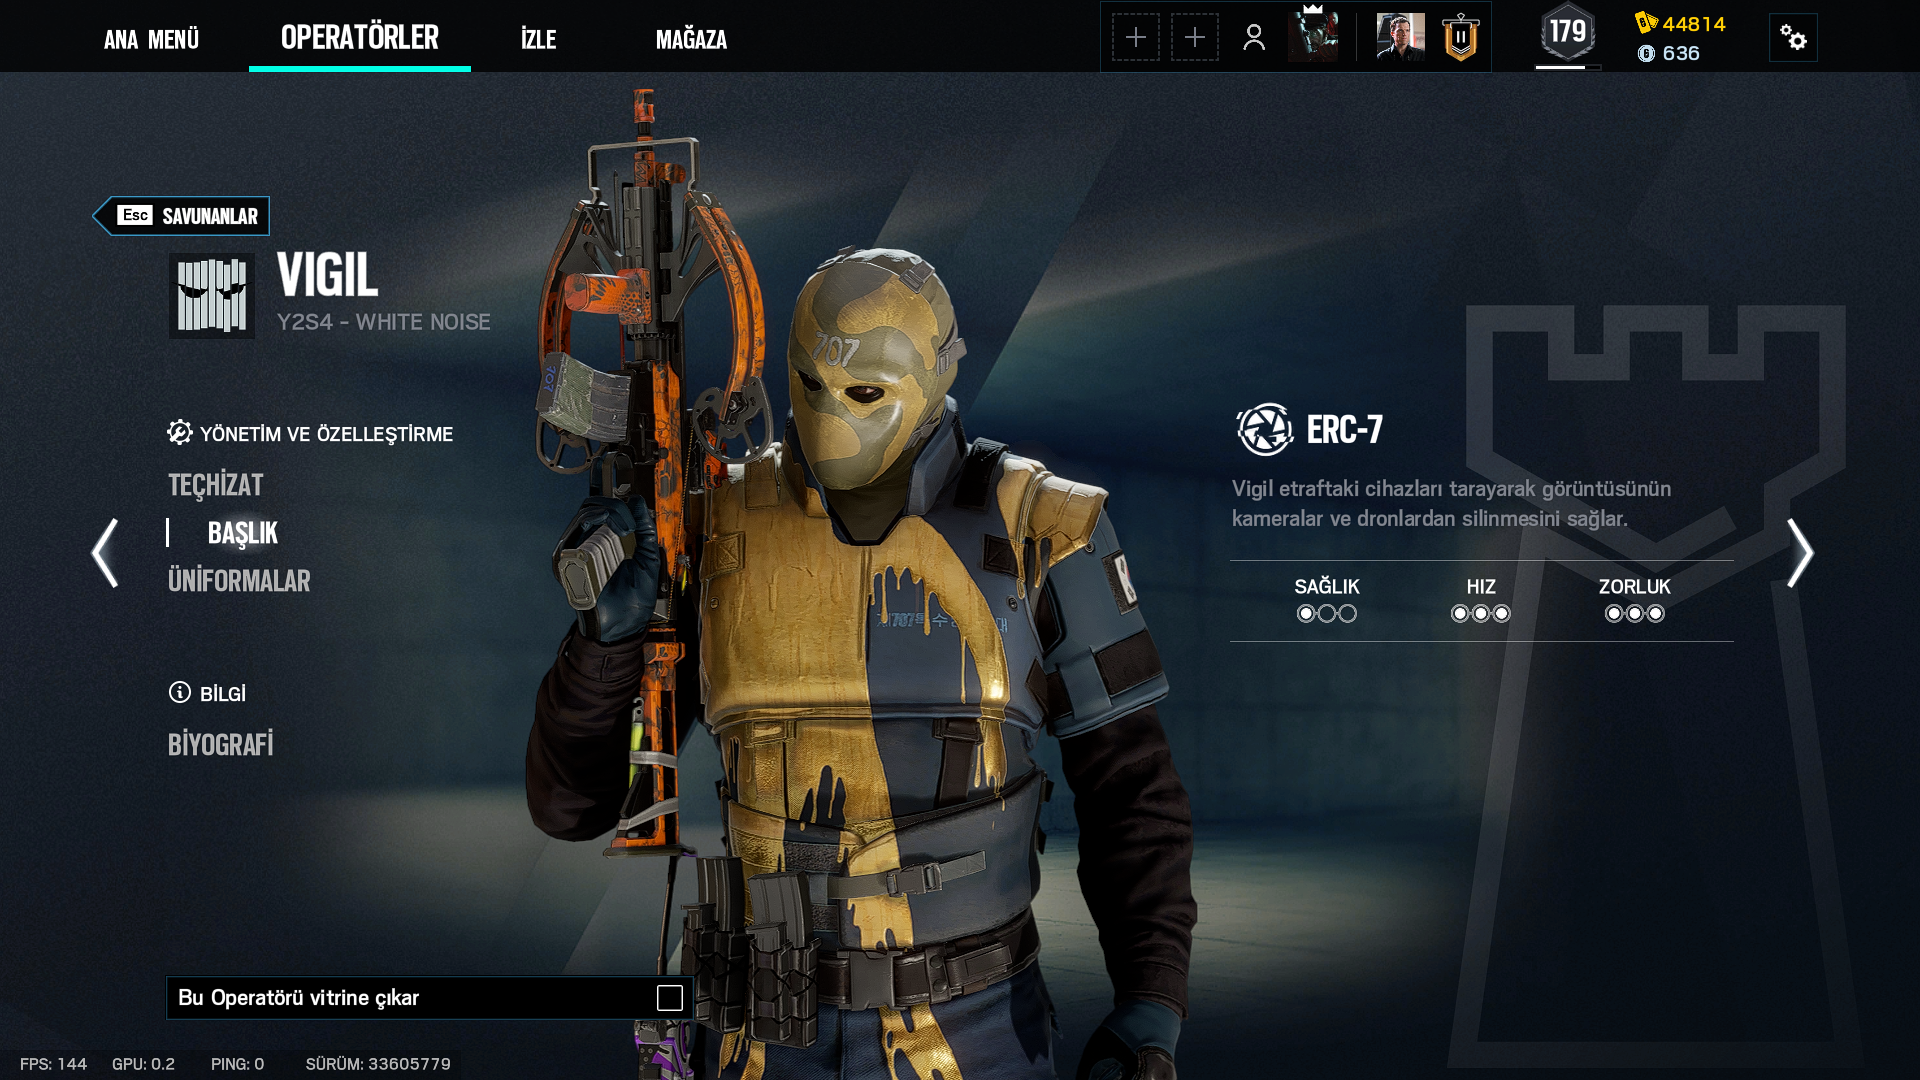 ANA MENÜ
OPERATÖRLER
İZLE
MAĞAZA
179
44814
636
Esc SAVUNANLAR
VIGIL
Y2S4 - WHITE NOISE
YÖNETİM VE ÖZELLEŞTİRME
TEÇHİZAT
BAŞLIK
ÜNİFORMALAR
BİLGİ
BİYOGRAFİ
707
707
ERC-7
Vigil etraftaki cihazları tarayarak görüntüsünün
kameralar ve dronlardan silinmesini sağlar.
SAĞLIK
HIZ
ZORLUK
Bu Operatörü vitrine çıkar
FPS: 144
GPU: 0.2
PING: 0
SÜRÜM: 33605779